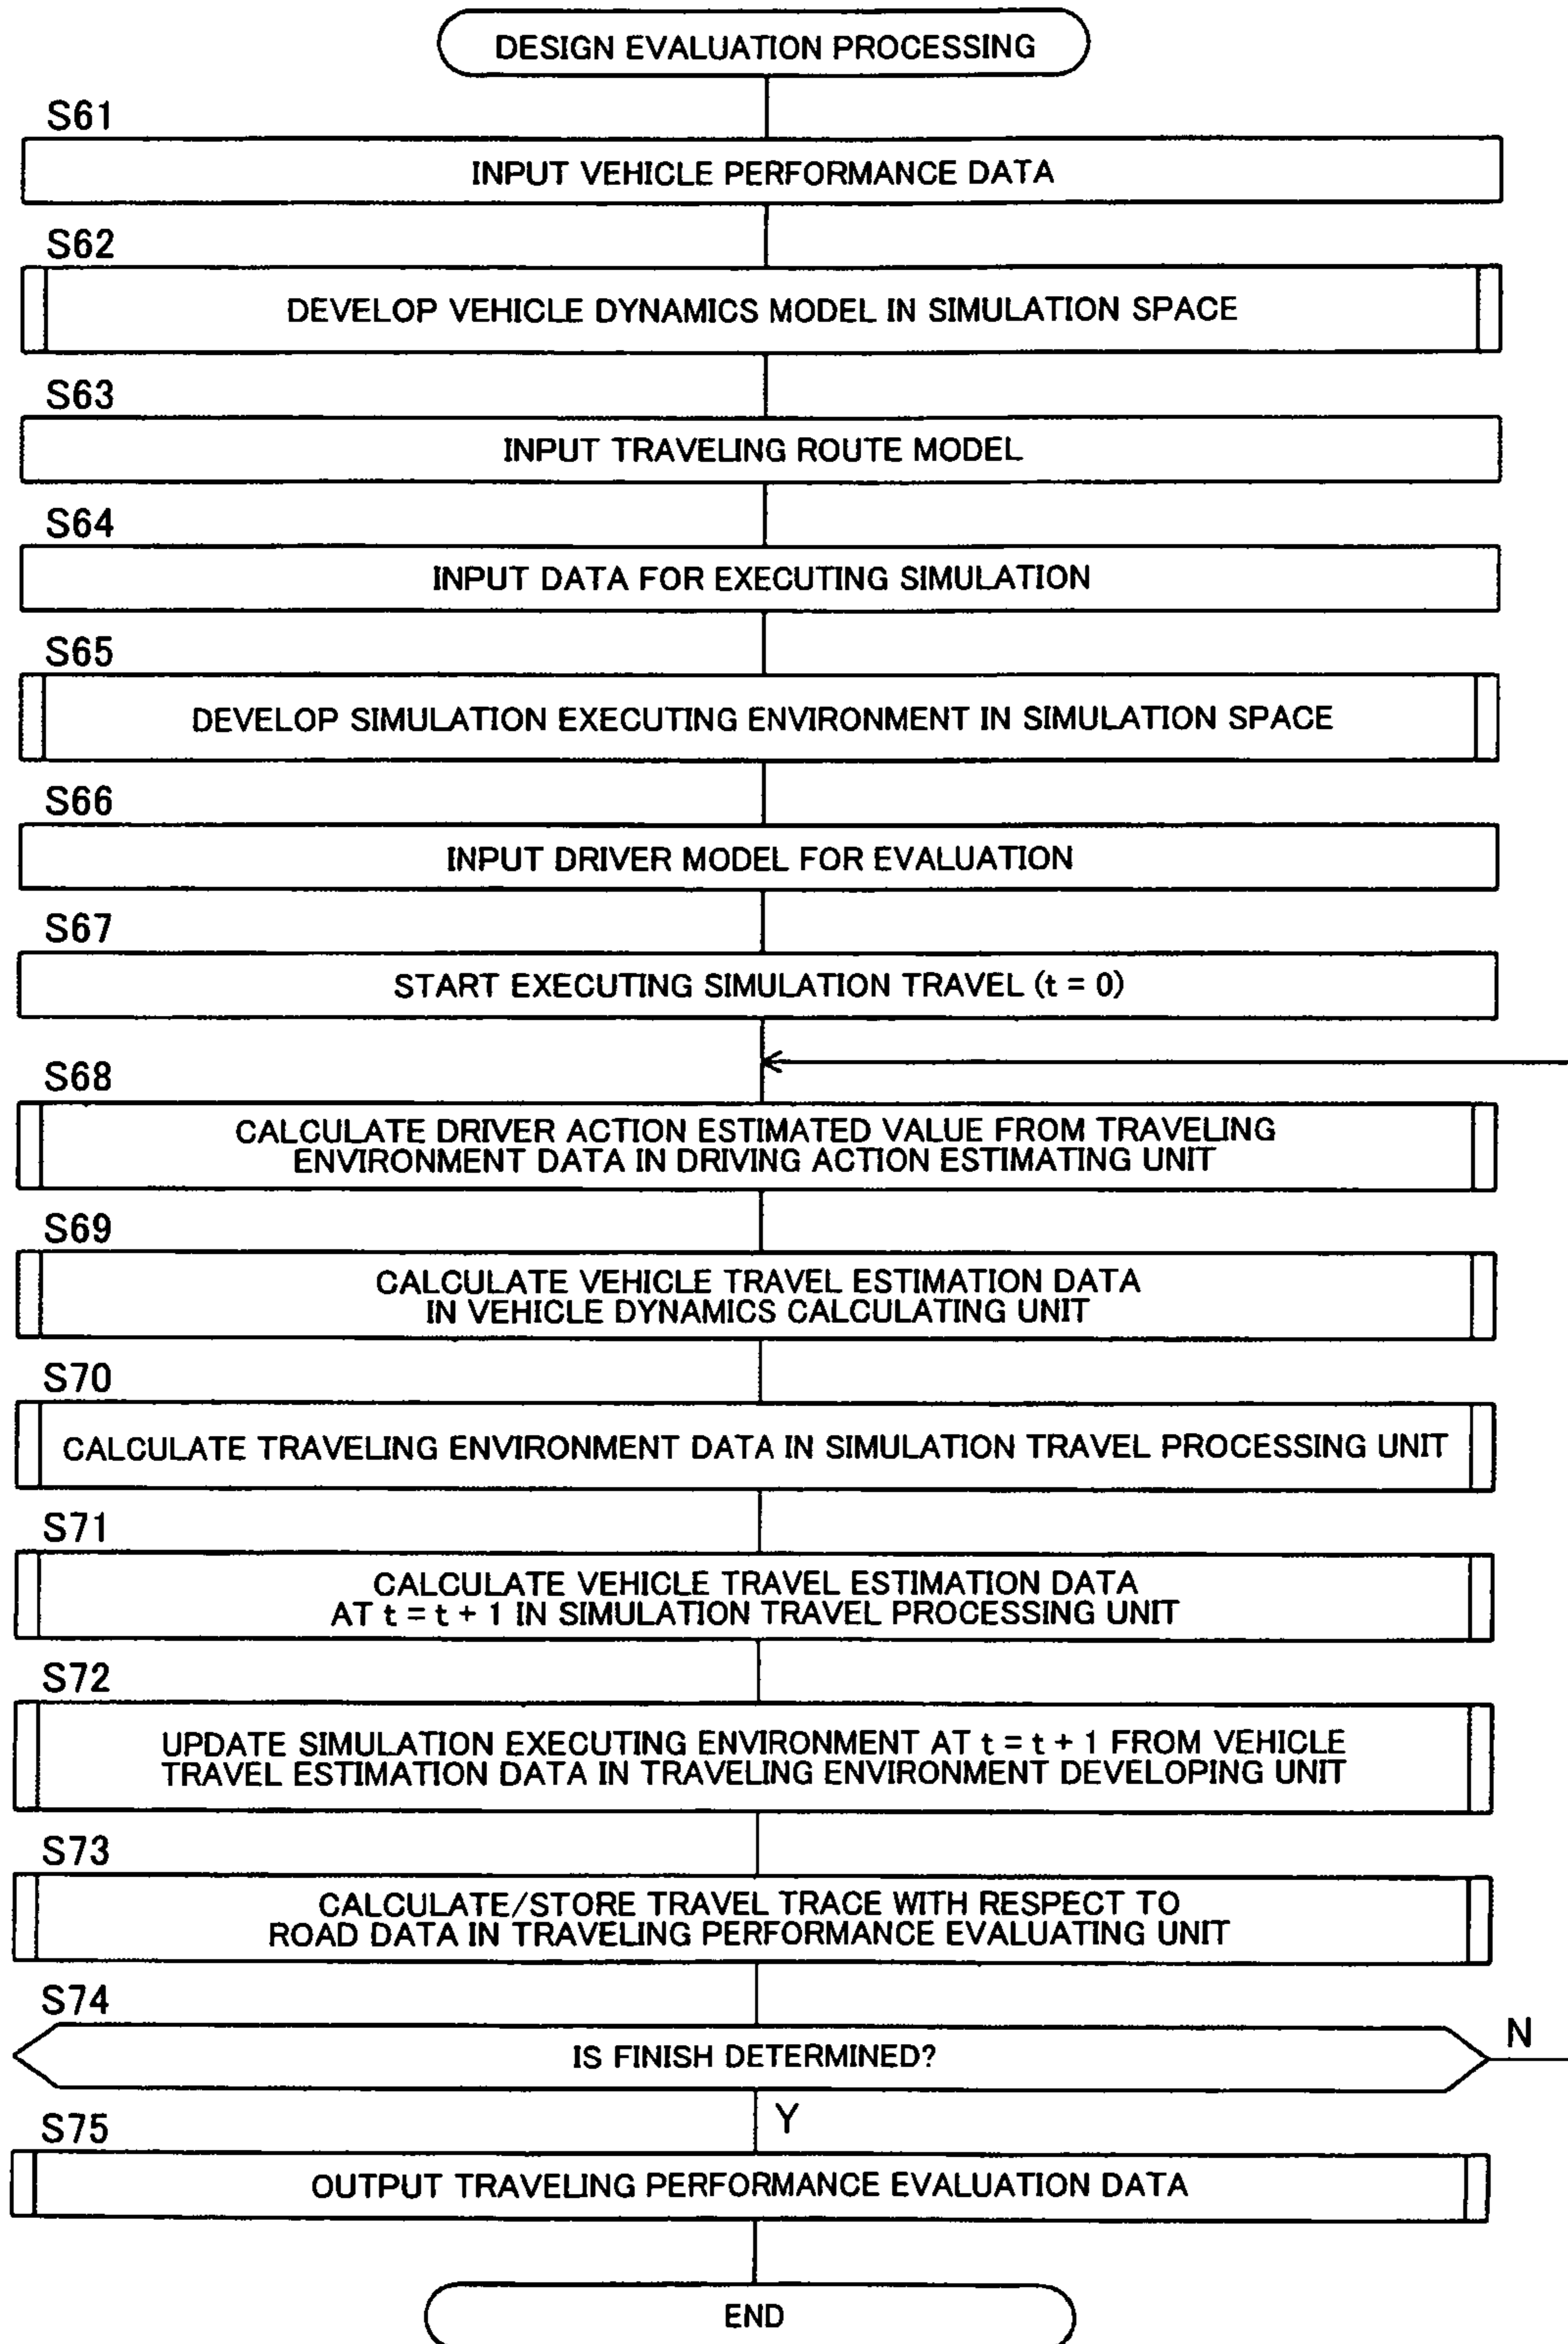 DESIGN EVALUATION PROCESSING
S61
INPUT VEHICLE PERFORMANCE DATA
S62
DEVELOP VEHICLE DYNAMICS MODEL IN SIMULATION SPACE
S63
INPUT TRAVELING ROUTE MODEL
S64
INPUT DATA FOR EXECUTING SIMULATION
S65
DEVELOP SIMULATION EXECUTING ENVIRONMENT IN SIMULATION SPACE
S66
INPUT DRIVER MODEL FOR EVALUATION
S67
START EXECUTING SIMULATION TRAVEL (t = 0)
S68
CALCULATE DRIVER ACTION ESTIMATED VALUE FROM TRAVELING
ENVIRONMENT DATA IN DRIVING ACTION ESTIMATING UNIT
S69
CALCULATE VEHICLE TRAVEL ESTIMATION DATA
IN VEHICLE DYNAMICS CALCULATING UNIT
S70
CALCULATE TRAVELING ENVIRONMENT DATA IN SIMULATION TRAVEL PROCESSING UNIT
S71
CALCULATE VEHICLE TRAVEL ESTIMATION DATA
AT t = t + 1 IN SIMULATION TRAVEL PROCESSING UNIT
S72
UPDATE SIMULATION EXECUTING ENVIRONMENT AT t = t + 1 FROM VEHICLE
TRAVEL ESTIMATION DATA IN TRAVELING ENVIRONMENT DEVELOPING UNIT
S73
CALCULATE/STORE TRAVEL TRACE WITH RESPECT TO
ROAD DATA IN TRAVELING PERFORMANCE EVALUATING UNIT
S74
IS FINISH DETERMINED?
N
Y
S75
OUTPUT TRAVELING PERFORMANCE EVALUATION DATA
END